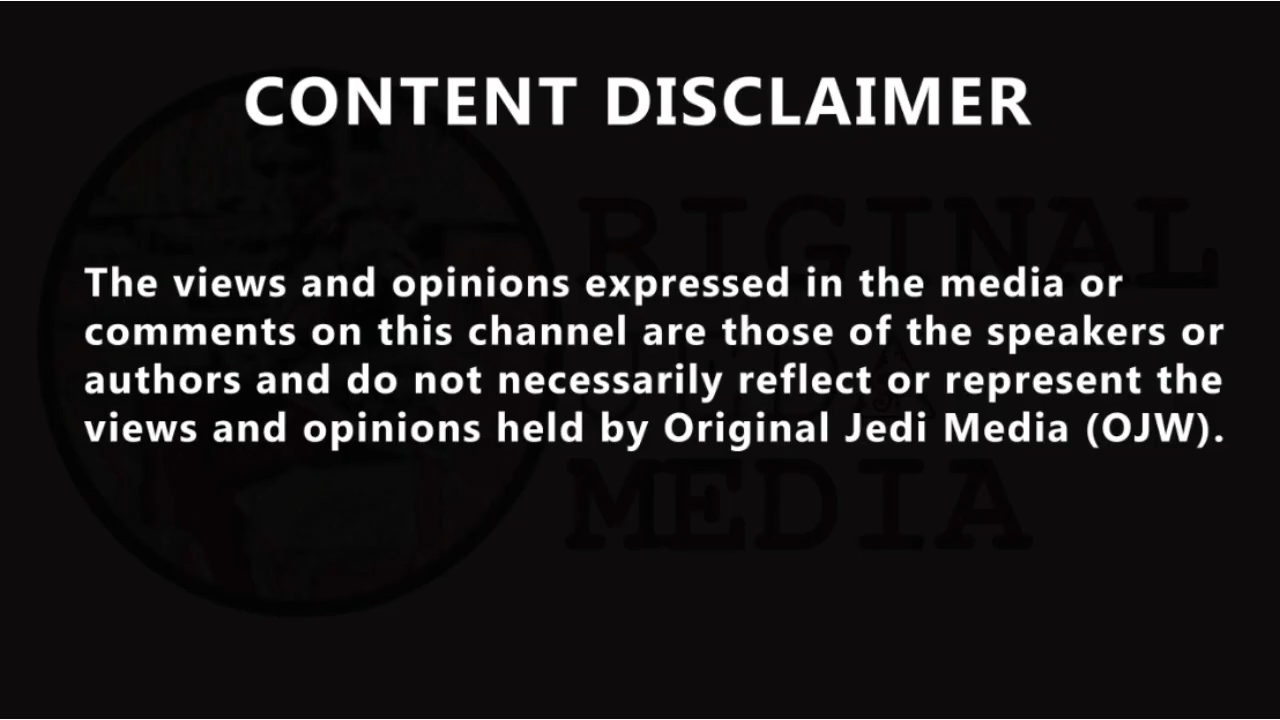 CONTENT DISCLAIMER
The views and opinions expressed in the media or
comments on this channel are those of the speakers or
authors and do not necessarily reflect or represent the
views and opinions held by Original Jedi Media (OJW).
RIGINAL
MEDIA